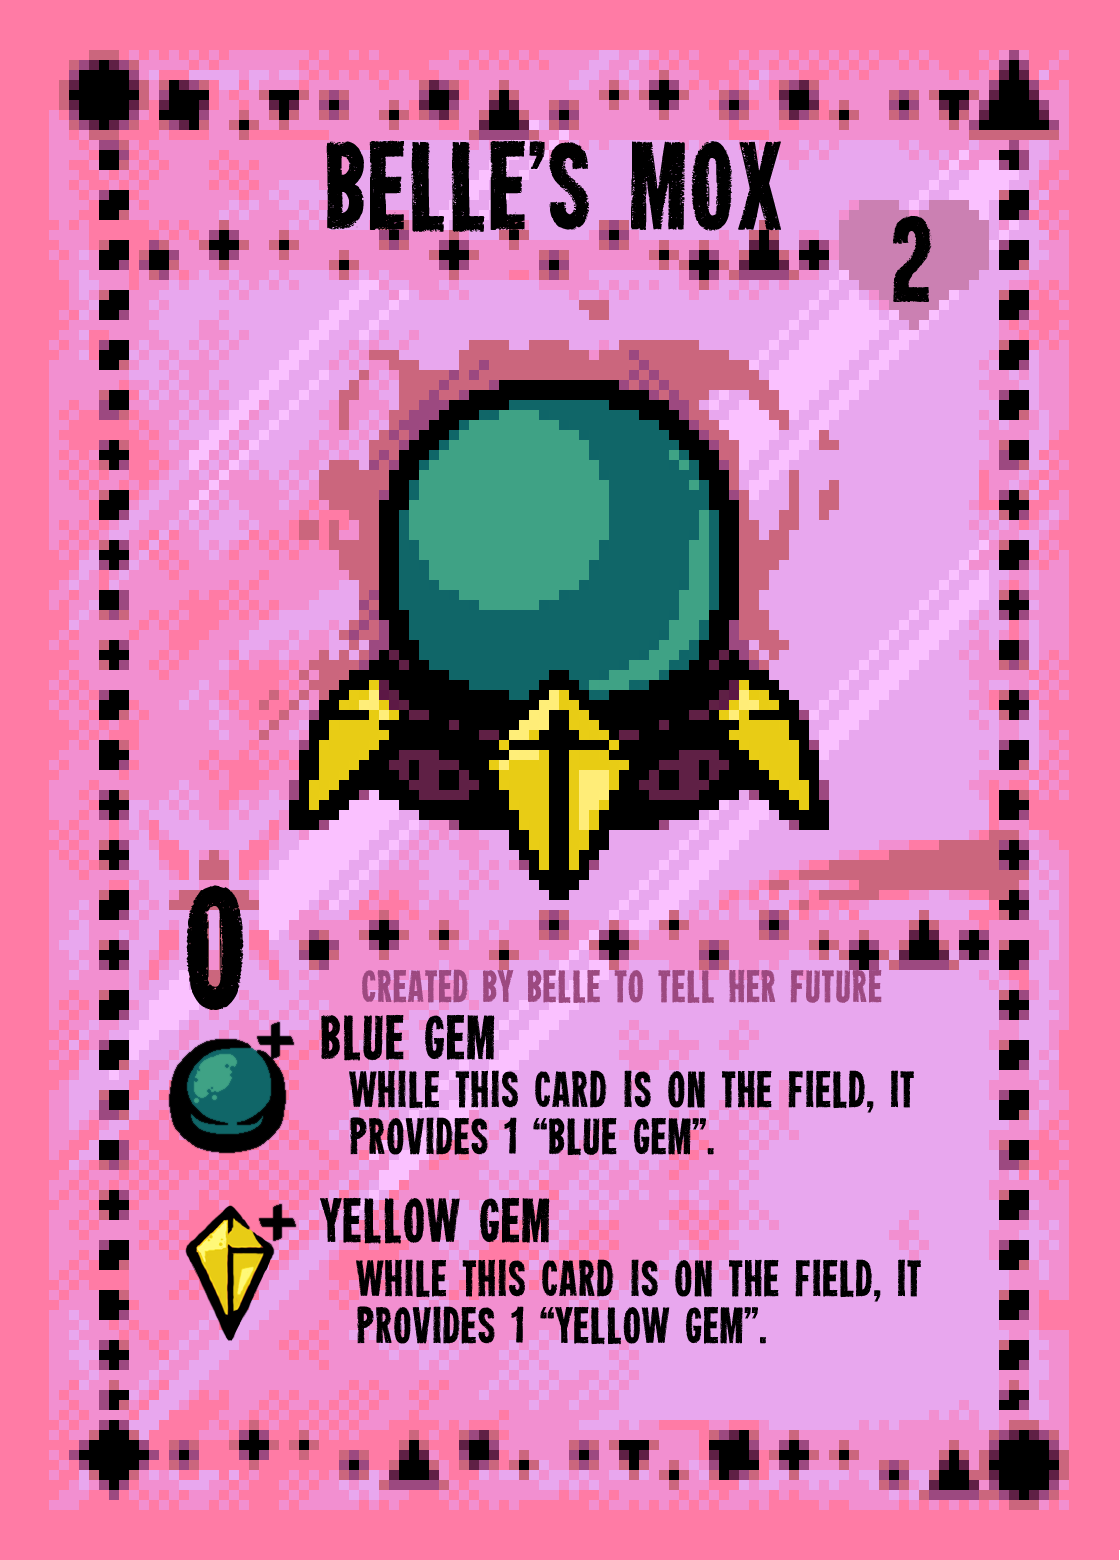 BELLE'S MOX
2
0
CREATED BY BELLE TO TELL HER FUTURE
BLUE GEM
WHILE THIS CARD IS ON THE FIELD, IT
PROVIDES 1 “BLUE GEM”.
YELLOW GEM
WHILE THIS CARD IS ON THE FIELD, IT
PROVIDES 1 “YELLOW GEM”.